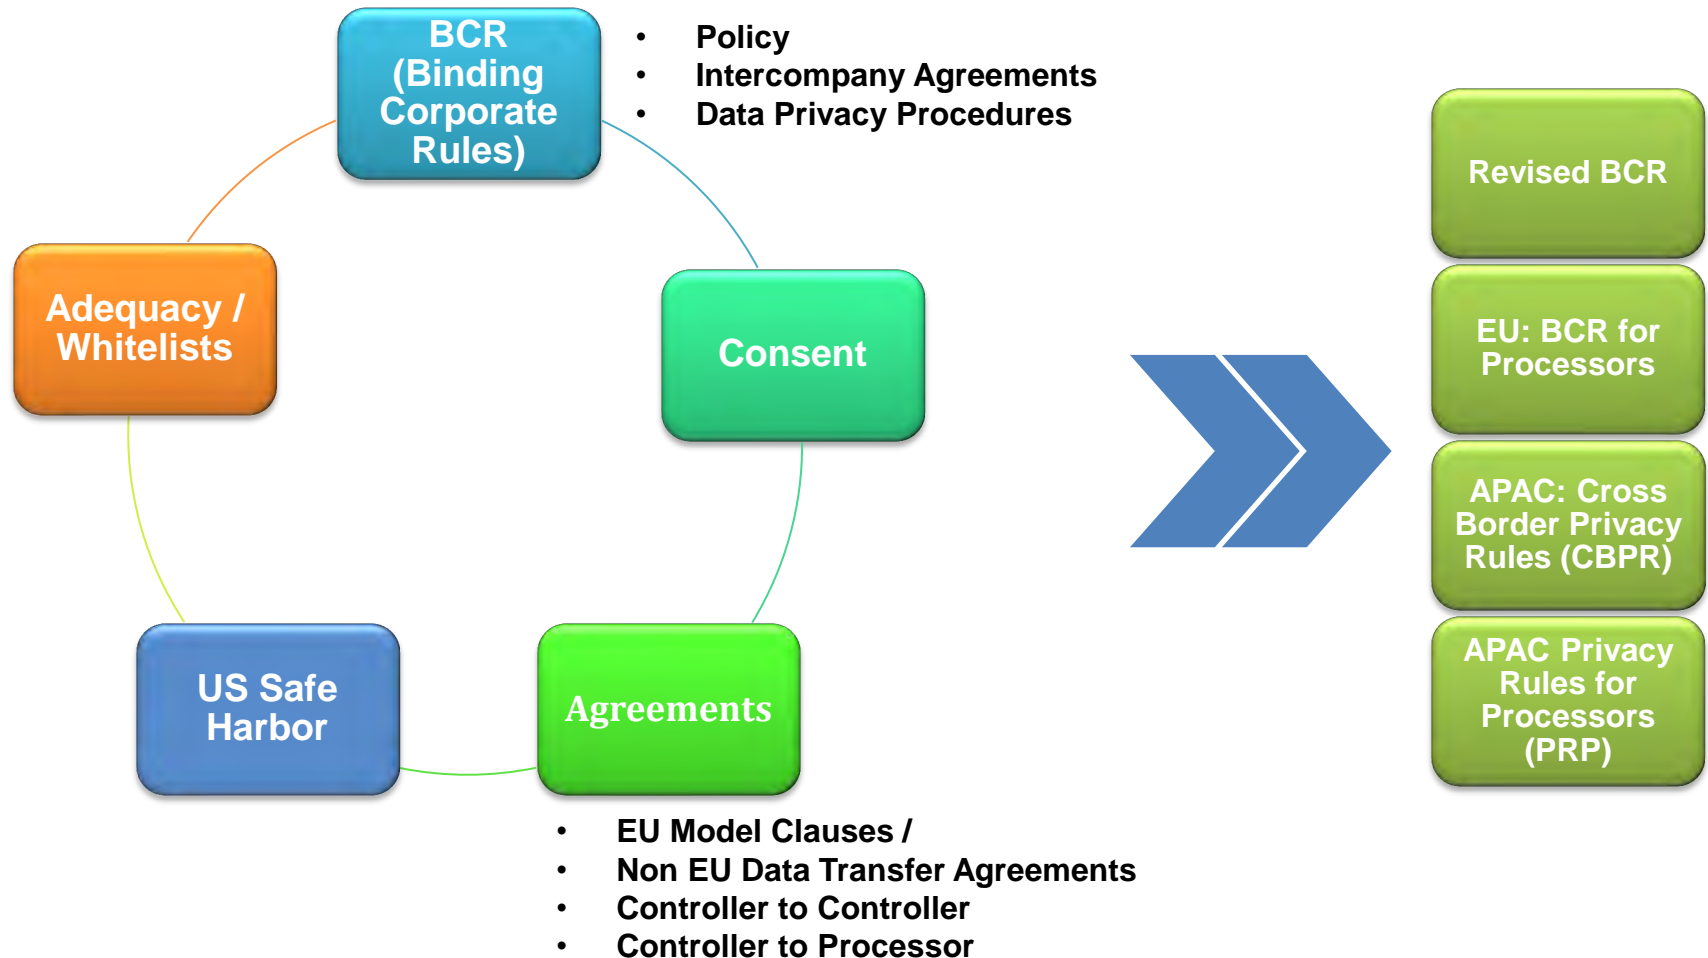 BCR
(Binding
Corporate
Rules)
• Policy
• Intercompany Agreements
• Data Privacy Procedures
Adequacy /
Whitelists
Consent
US Safe
Harbor
Agreements
• EU Model Clauses /
• Non EU Data Transfer Agreements
• Controller to Controller
• Controller to Processor
Revised BCR
EU: BCR for
Processors
APAC: Cross
Border Privacy
Rules (CBPR)
APAC Privacy
Rules for
Processors
(PRP)